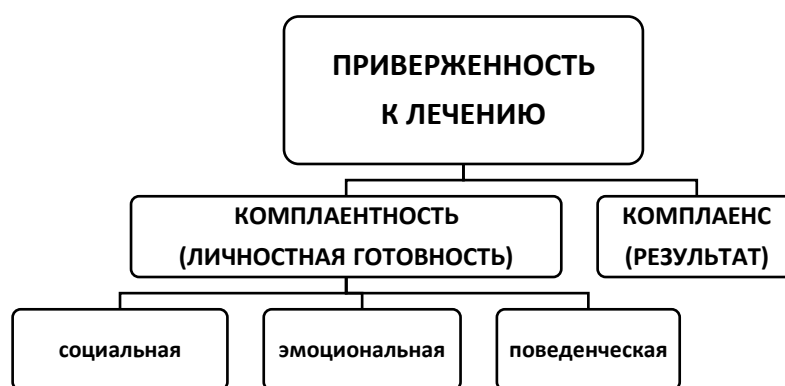 ПРИВЕРЖЕННОСТЬ
К ЛЕЧЕНИЮ
КОМПЛАЕНТНОСТЬ
(ЛИЧНОСТНАЯ ГОТОВНОСТЬ)
КОМПЛАЕНС
(РЕЗУЛЬТАТ)
социальная
эмоциональная
поведенческая